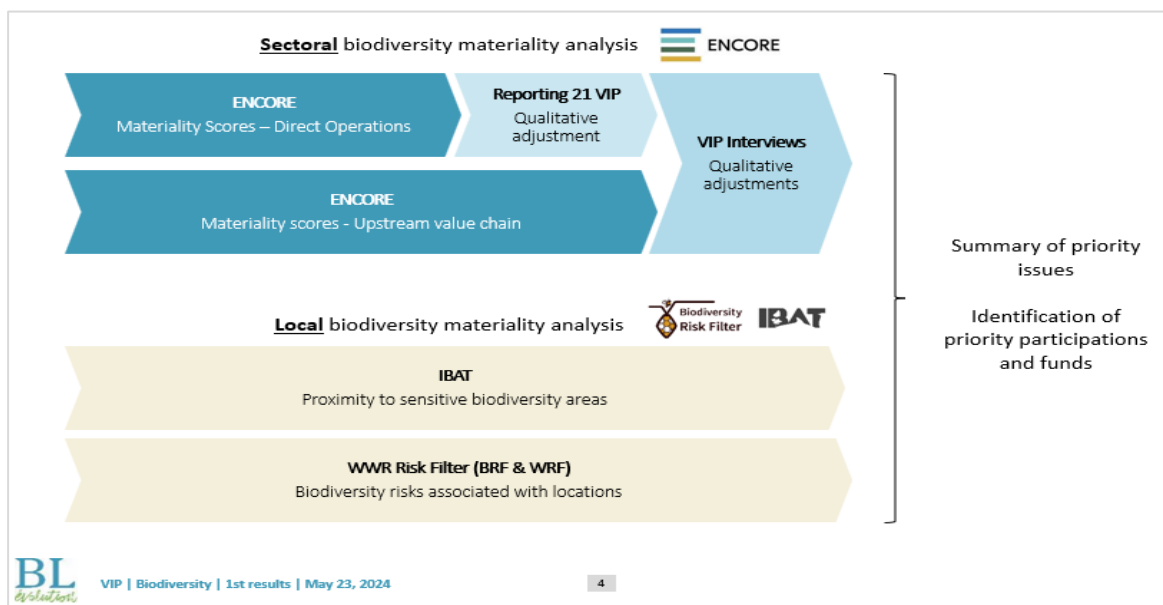 Sectoral biodiversity materiality analysis
ENCORE
ENCORE
Materiality Scores – Direct Operations
Reporting 21 VIP
Qualitative
adjustment
VIP Interviews
Qualitative
adjustments
ENCORE
Materiality scores - Upstream value chain
Summary of priority
issues
Identification of
priority participations
and funds
Local biodiversity materiality analysis
Biodiversity
Risk Filter
IBAT
IBAT
Proximity to sensitive biodiversity areas
WWR Risk Filter (BRF & WRF)
Biodiversity risks associated with locations
BL
évolution
VIP | Biodiversity | 1st results | May 23, 2024
4